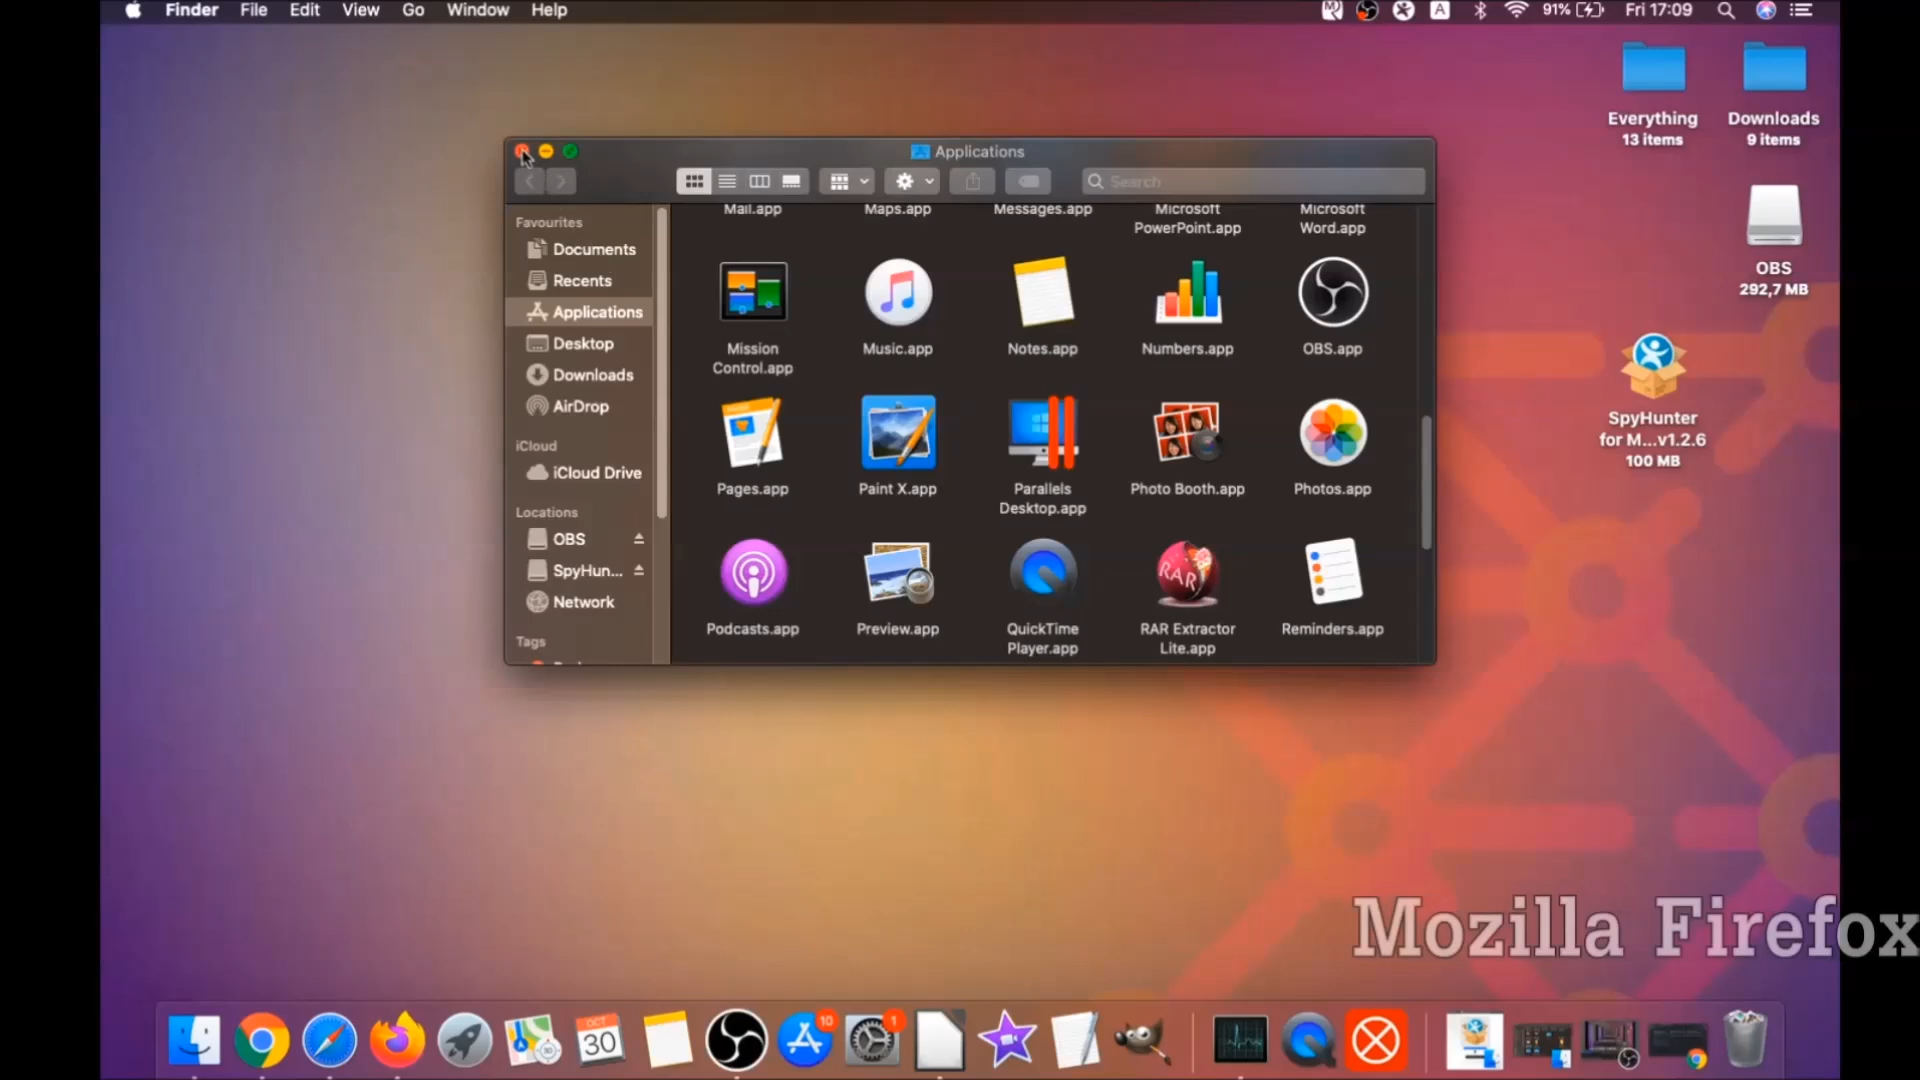 Finder File Edit View Go Window Help
A 91% Fri 17:09
Everything
13 items
Downloads
9 items
OBS
292,7 MB
SpyHunter
for M...v1.2.6
100 MB
Applications
Search
Favourites
Documents
Recents
Applications
Desktop
Downloads
AirDrop
iCloud
iCloud Drive
Locations
OBS
SpyHun...
Network
Tags
Mail.app
Maps.app
Messages.app
Microsoft
PowerPoint.app
Microsoft
Word.app
Mission
Control.app
Music.app
Notes.app
Numbers.app
OBS.app
Pages.app
Paint X.app
Parallels
Desktop.app
Photo Booth.app
Photos.app
RAR
Podcasts.app
Preview.app
QuickTime
Player.app
RAR Extractor
Lite.app
Reminders.app
Mozilla Firefox
OCT
30
10
1